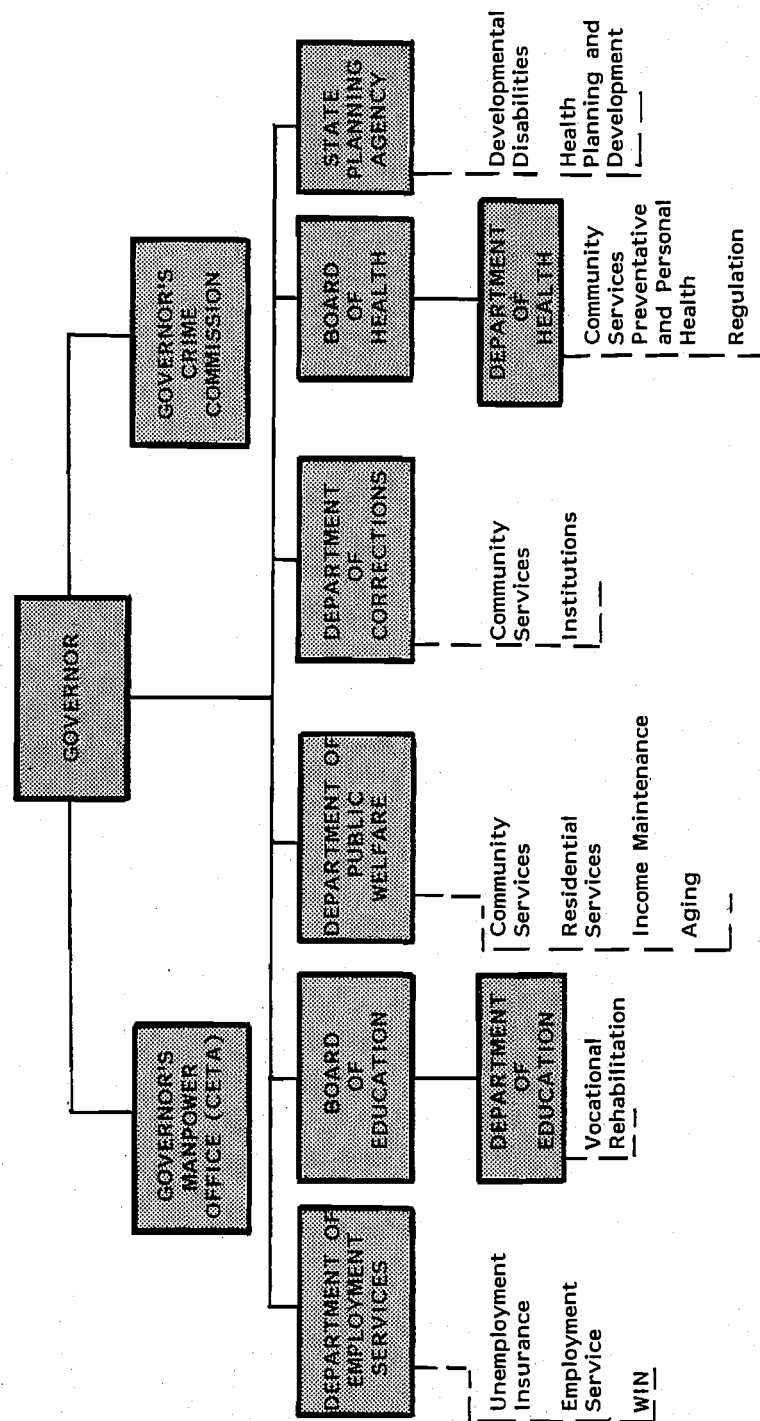 GOVERNOR
GOVERNOR'S
MANPOWER
OFFICE (CETA)
GOVERNOR'S
CRIME
COMMISSION
DEPARTMENT OF
EMPLOYMENT
SERVICES
Unemployment
Insurance
Employment
Service
WIN
BOARD
OF
EDUCATION
DEPARTMENT
OF
EDUCATION
Vocational
Rehabilitation
DEPARTMENT OF
PUBLIC
WELFARE
Community
Services
Residential
Services
Income Maintenance
Aging
DEPARTMENT
OF
CORRECTIONS
Community
Services
Institutions
BOARD
OF
HEALTH
DEPARTMENT
OF
HEALTH
Community
Services
Preventative
and Personal
Health
Regulation
STATE
PLANNING
AGENCY
Developmental
Disabilities
Health
Planning and
Development